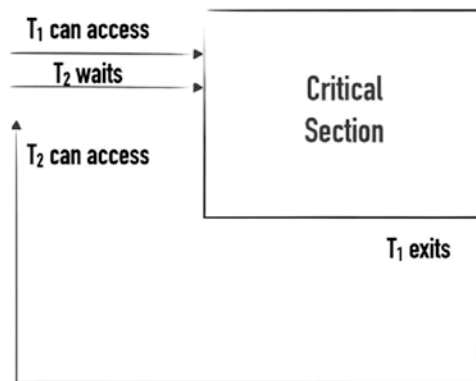 T₁ can access
T₂ waits
Critical
Section
T₂ can access
T₁ exits